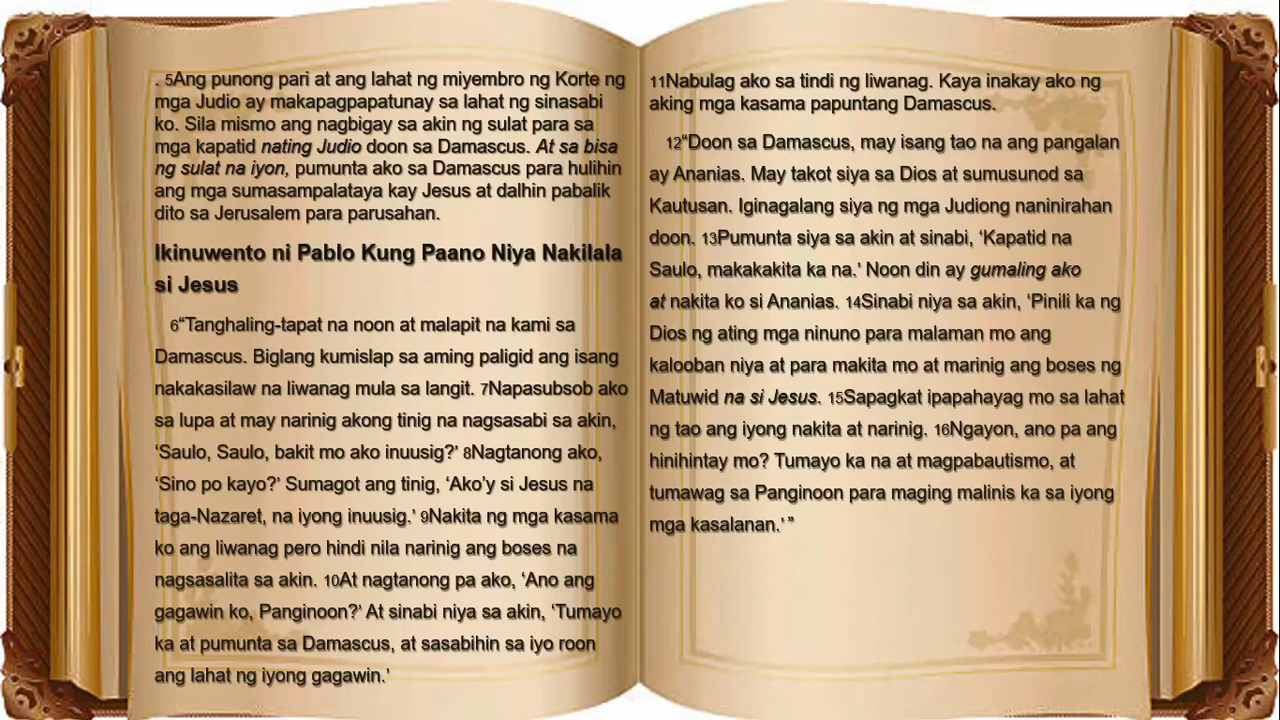 . 5Ang punong pari at ang lahat ng miyembro ng Korte ng
mga Judio ay makapagpapatunay sa lahat ng sinasabi
ko. Sila mismo ang nagbigay sa akin ng sulat para sa
mga kapatid nating Judio doon sa Damascus. At sa bisa
ng sulat na iyon, pumunta ako sa Damascus para hulihin
ang mga sumasampalataya kay Jesus at dalhin pabalik
dito sa Jerusalem para parusahan.
Ikinuwento ni Pablo Kung Paano Niya Nakilala
si Jesus
6“Tanghaling-tapat na noon at malapit na kami sa
Damascus. Biglang kumislap sa aming paligid ang isang
nakakasilaw na liwanag mula sa langit. 7Napasubsob ako
sa lupa at may narinig akong tinig na nagsasabi sa akin,
‘Saulo, Saulo, bakit mo ako inuusig?’ 8Nagtanong ako,
‘Sino po kayo?’ Sumagot ang tinig, ‘Ako’y si Jesus na
taga-Nazaret, na iyong inuusig.’ 9Nakita ng mga kasama
ko ang liwanag pero hindi nila narinig ang boses na
nagsasalita sa akin. 10At nagtanong pa ako, ‘Ano ang
gagawin ko, Panginoon?’ At sinabi niya sa akin, ‘Tumayo
ka at pumunta sa Damascus, at sasabihin sa iyo roon
ang lahat ng iyong gagawin.’
11Nabulag ako sa tindi ng liwanag. Kaya inakay ako ng
aking mga kasama papuntang Damascus.
12“Doon sa Damascus, may isang tao na ang pangalan
ay Ananias. May takot siya sa Dios at sumusunod sa
Kautusan. Iginagalang siya ng mga Judiong naninirahan
doon. 13Pumunta siya sa akin at sinabi, ‘Kapatid na
Saulo, makakakita ka na.’ Noon din ay gumaling ako
at nakita ko si Ananias. 14Sinabi niya sa akin, ‘Pinili ka ng
Dios ng ating mga ninuno para malaman mo ang
kalooban niya at para makita mo at marinig ang boses ng
Matuwid na si Jesus. 15Sapagkat ipapahayag mo sa lahat
ng tao ang iyong nakita at narinig. 16Ngayon, ano pa ang
hinihintay mo? Tumayo ka na at magpabautismo, at
tumawag sa Panginoon para maging malinis ka sa iyong
mga kasalanan.’ ”